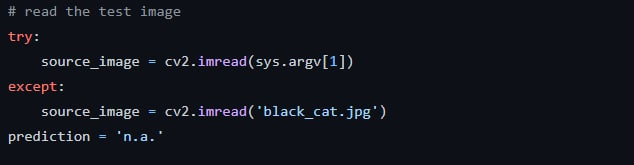 # read the test image
try:
    source_image = cv2.imread(sys.argv[1])
except:
    source_image = cv2.imread('black_cat.jpg')
prediction = 'n.a.'